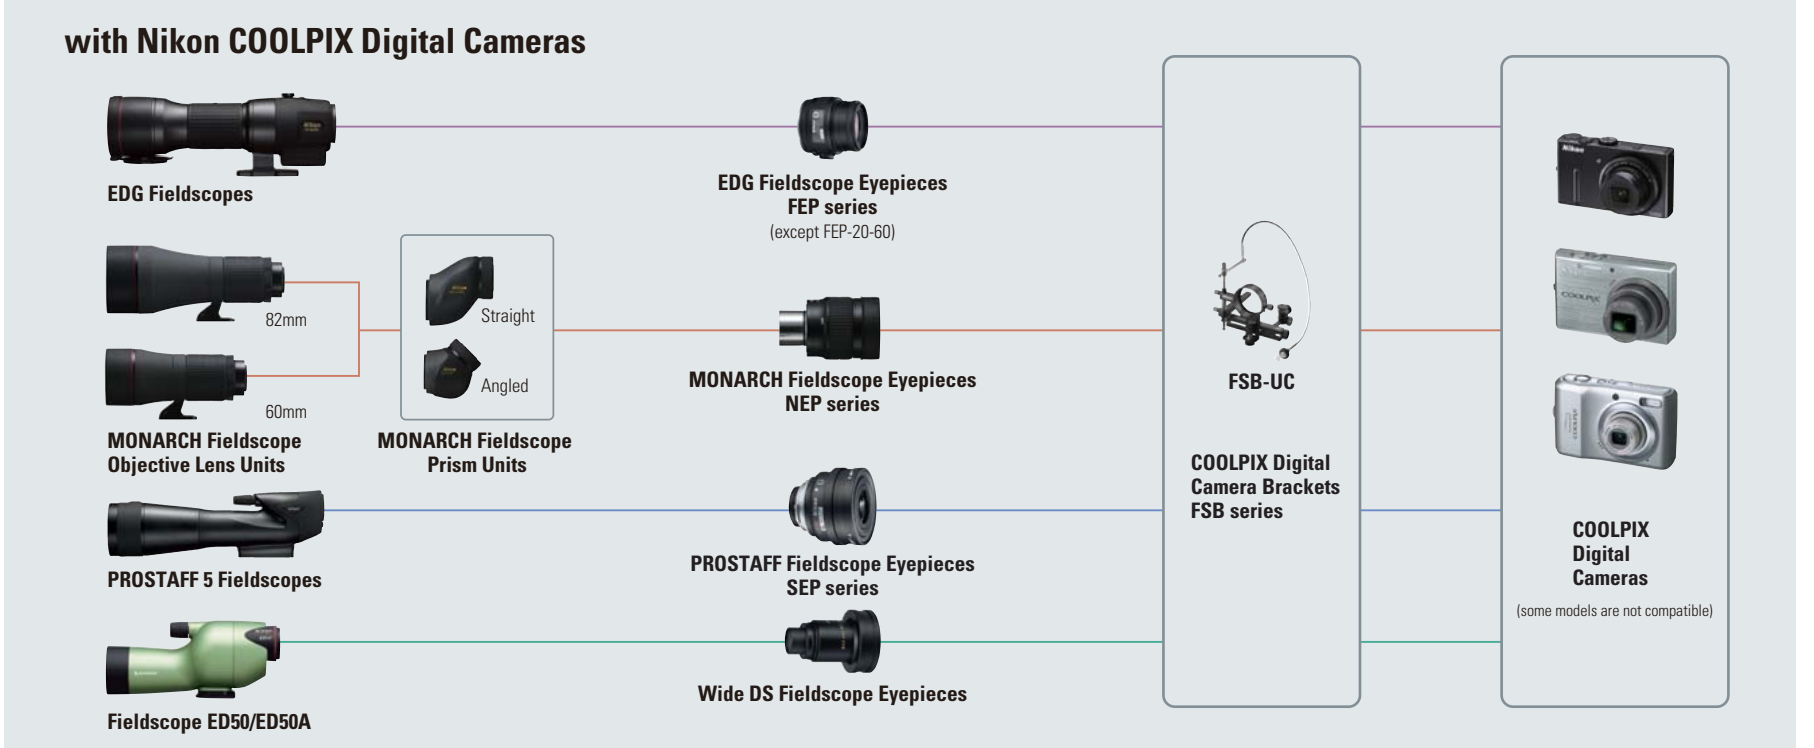 with Nikon COOLPIX Digital Cameras
EDG Fieldscopes
EDG Fieldscope Eyepieces
FEP series
(except FEP-20-60)
82mm
60mm
MONARCH Fieldscope
Objective Lens Units
Straight
Angled
MONARCH Fieldscope
Prism Units
MONARCH Fieldscope Eyepieces
NEP series
PROSTAFF 5 Fieldscopes
PROSTAFF Fieldscope Eyepieces
SEP series
Fieldscope ED50/ED50A
Wide DS Fieldscope Eyepieces
FSB-UC
COOLPIX Digital
Camera Brackets
FSB series
Nikon
COOLPIX
COOLPIX
COOLPIX
Digital
Cameras
(some models are not compatible)